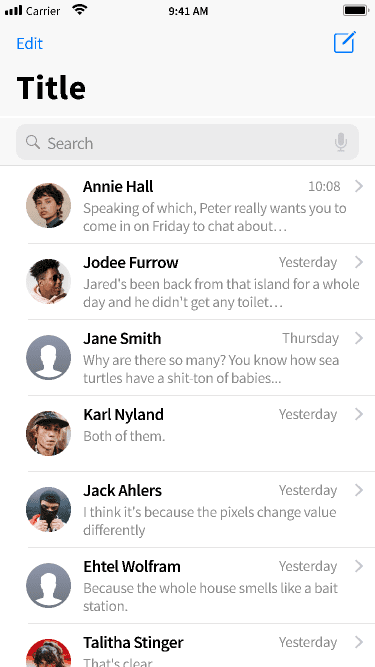 Carrier 9:41 AM
Edit
Title
Search
Annie Hall 10:08
Speaking of which, Peter really wants you to
come in on Friday to chat about…
Jodee Furrow Yesterday
Jared's been back from that island for a whole
day and he didn't get any toilet…
Jane Smith Thursday
Why are there so many? You know how sea
turtles have a shit-ton of babies...
Karl Nyland Yesterday
Both of them.
Jack Ahlers Yesterday
I think it's because the pixels change value
differently
Ehtel Wolfram Yesterday
Because the whole house smells like a bait
station.
Talitha Stinger Yesterday
That's clear